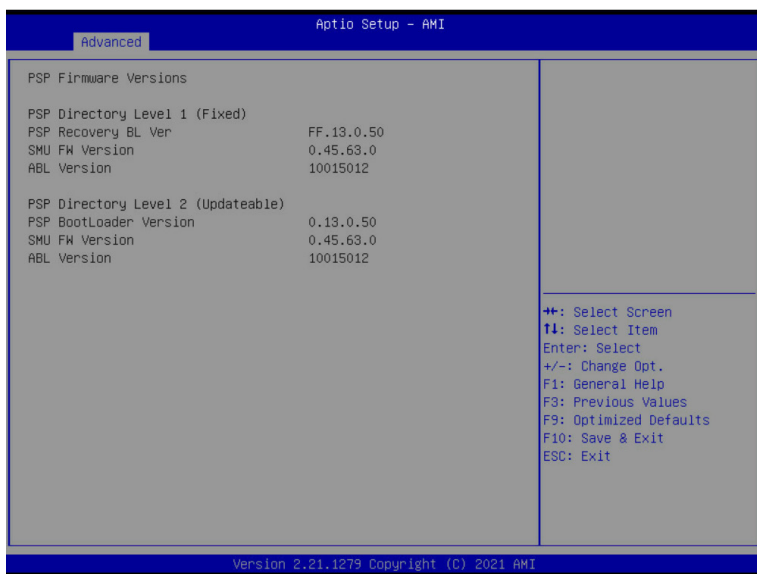 Aptio Setup – AMI
Advanced
PSP Firmware Versions
PSP Directory Level 1 (Fixed)
PSP Recovery BL Ver FF.13.0.50
SMU FW Version 0.45.63.0
ABL Version 10015012
PSP Directory Level 2 (Updateable)
PSP BootLoader Version 0.13.0.50
SMU FW Version 0.45.63.0
ABL Version 10015012
→←: Select Screen
↑↓: Select Item
Enter: Select
+/-: Change Opt.
F1: General Help
F3: Previous Values
F9: Optimized Defaults
F10: Save & Exit
ESC: Exit
Version 2.21.1279 Copyright (C) 2021 AMI